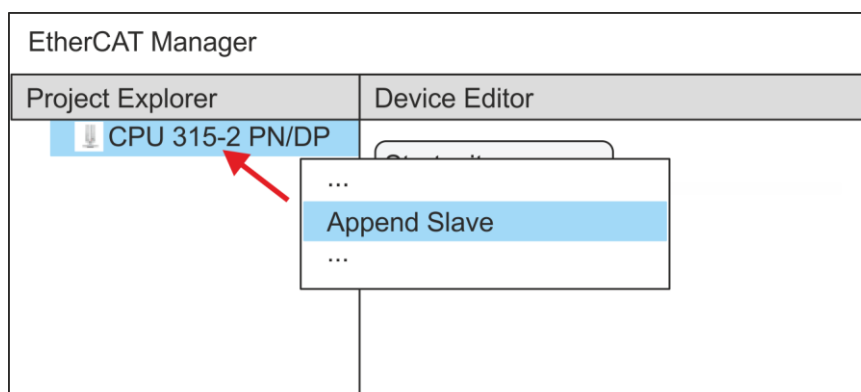 EtherCAT Manager
Project Explorer
Device Editor
CPU 315-2 PN/DP
...
Append Slave
...